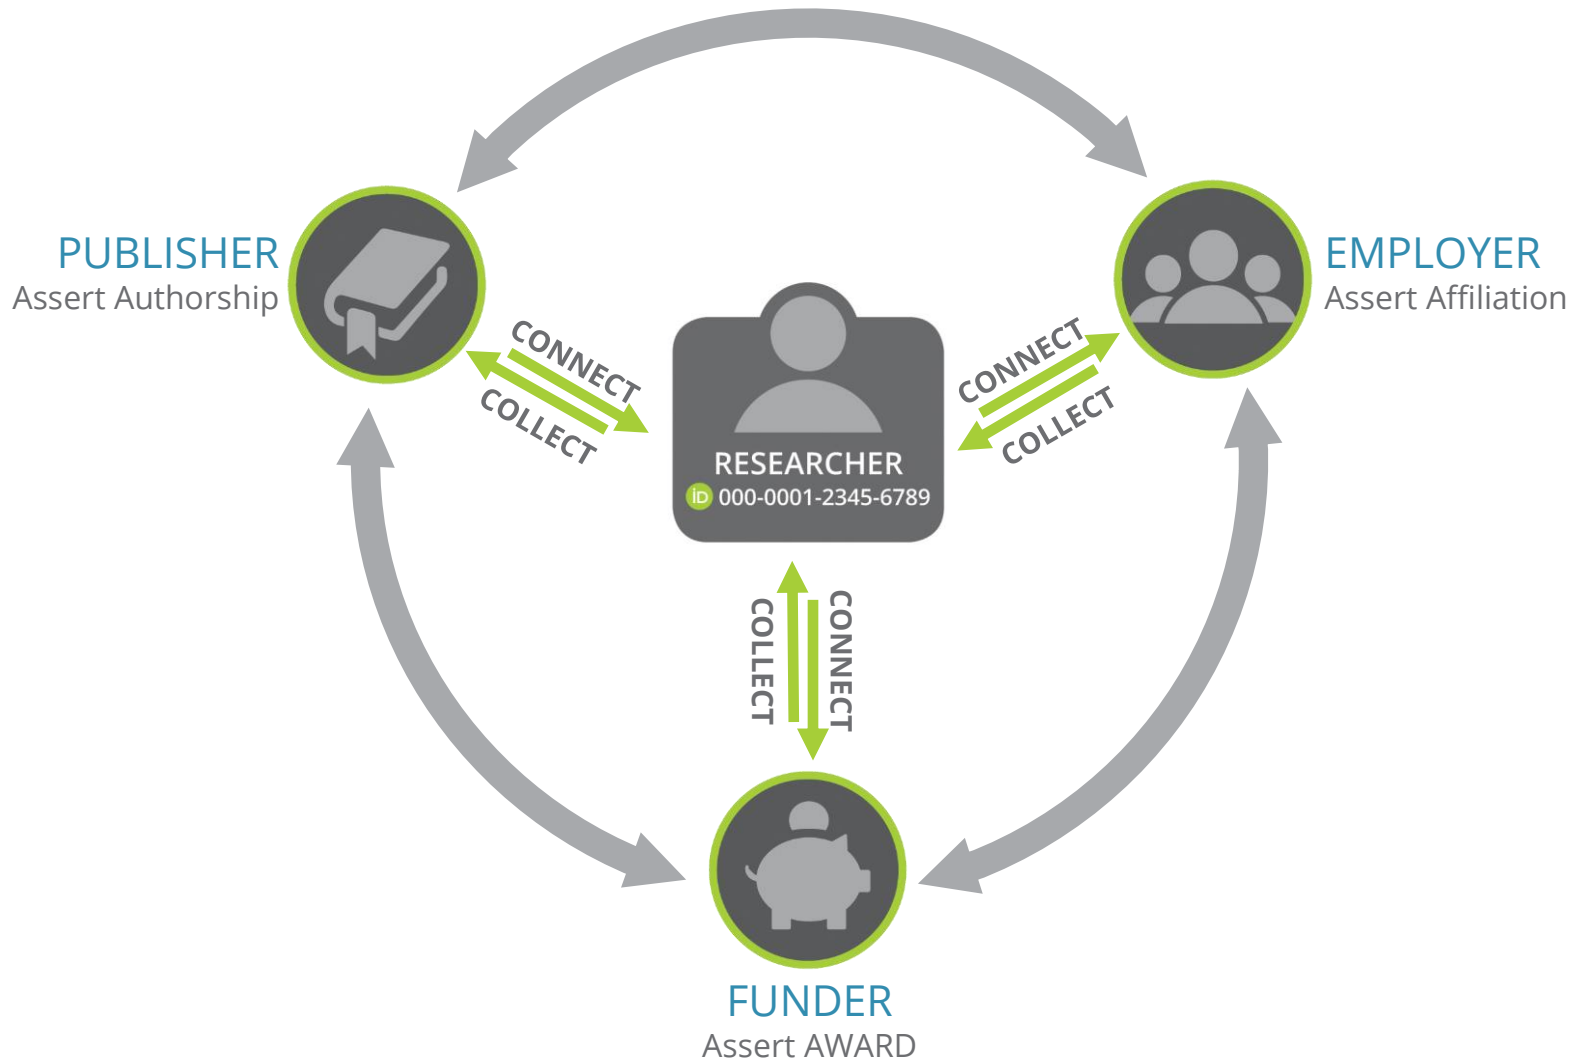 PUBLISHER
Assert Authorship
EMPLOYER
Assert Affiliation
CONNECT
COLLECT
CONNECT
COLLECT
RESEARCHER
iD 000-0001-2345-6789
COLLECT
CONNECT
FUNDER
Assert AWARD